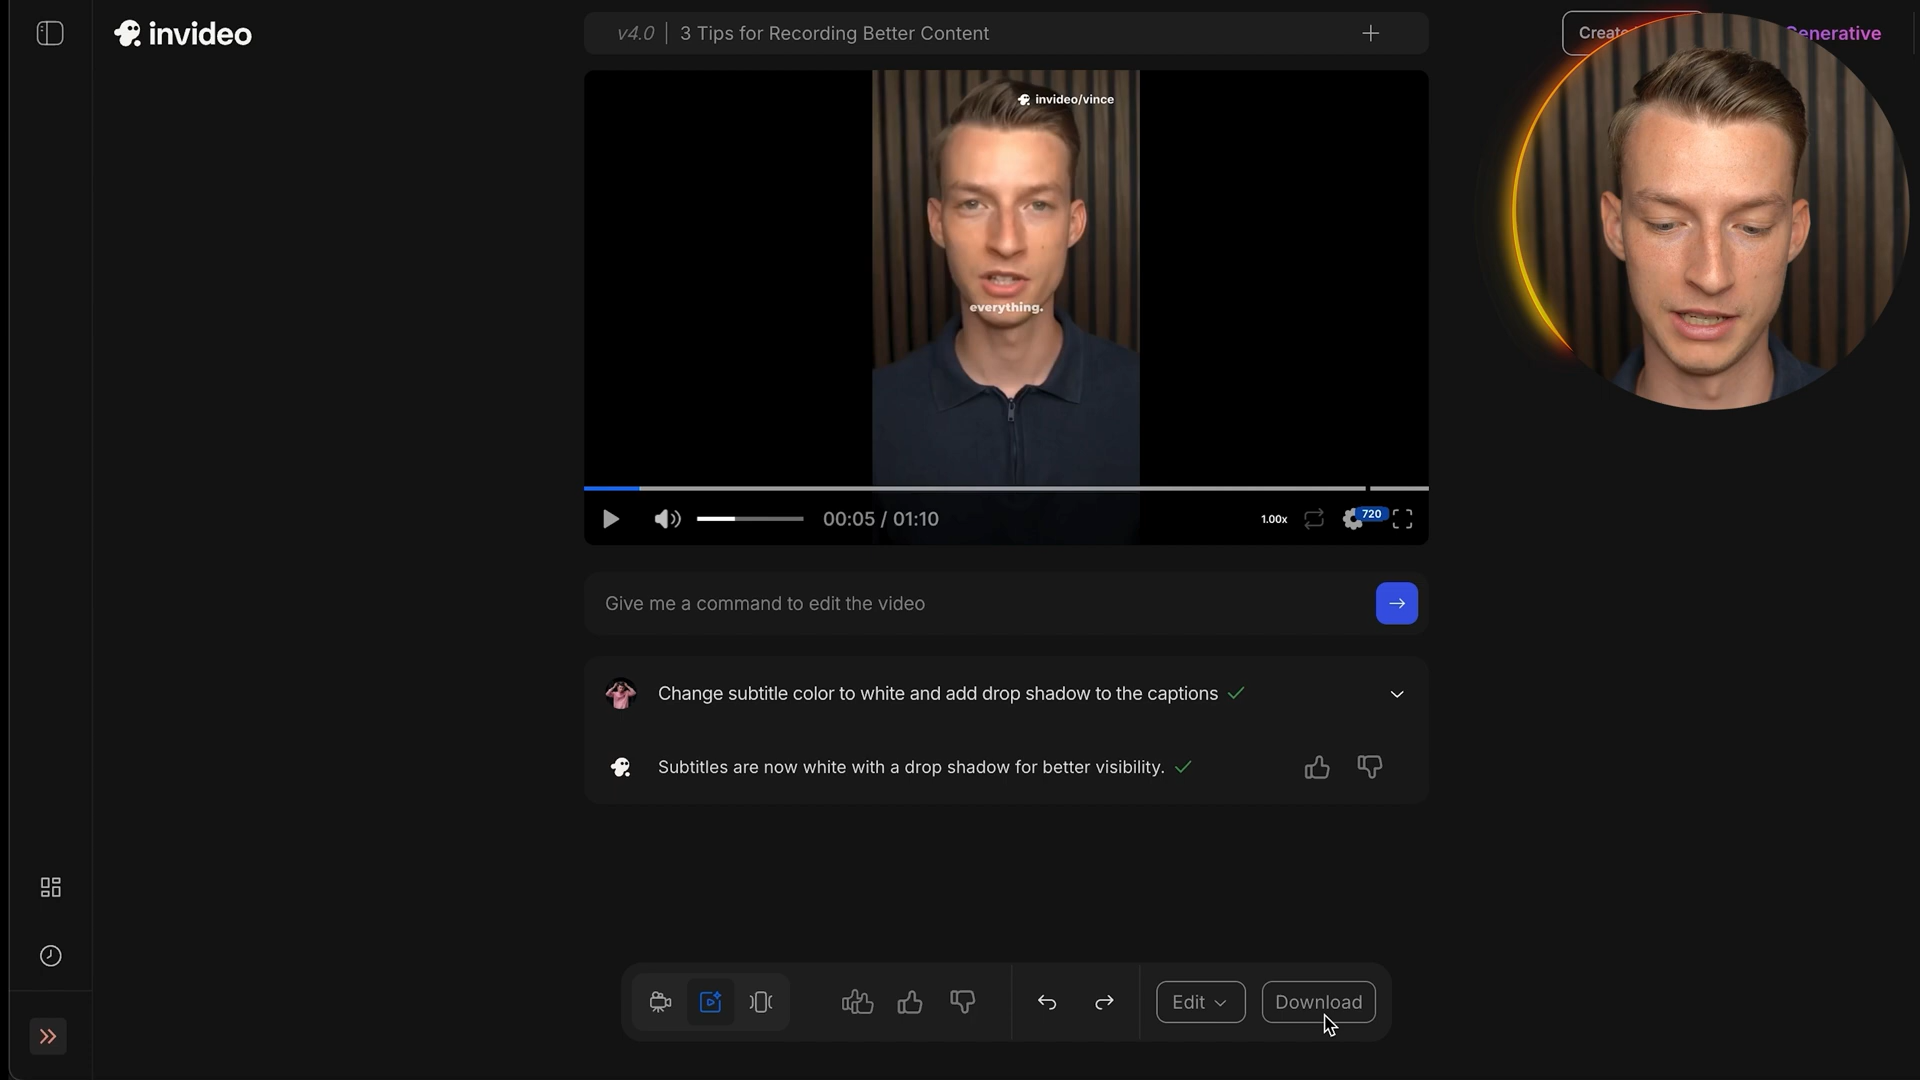 invideo
v4.0 | 3 Tips for Recording Better Content
Generative
invideo/vince
everything.
00:05 / 01:10
1.00x
720
Give me a command to edit the video
Change subtitle color to white and add drop shadow to the captions
Subtitles are now white with a drop shadow for better visibility.
Edit
Download